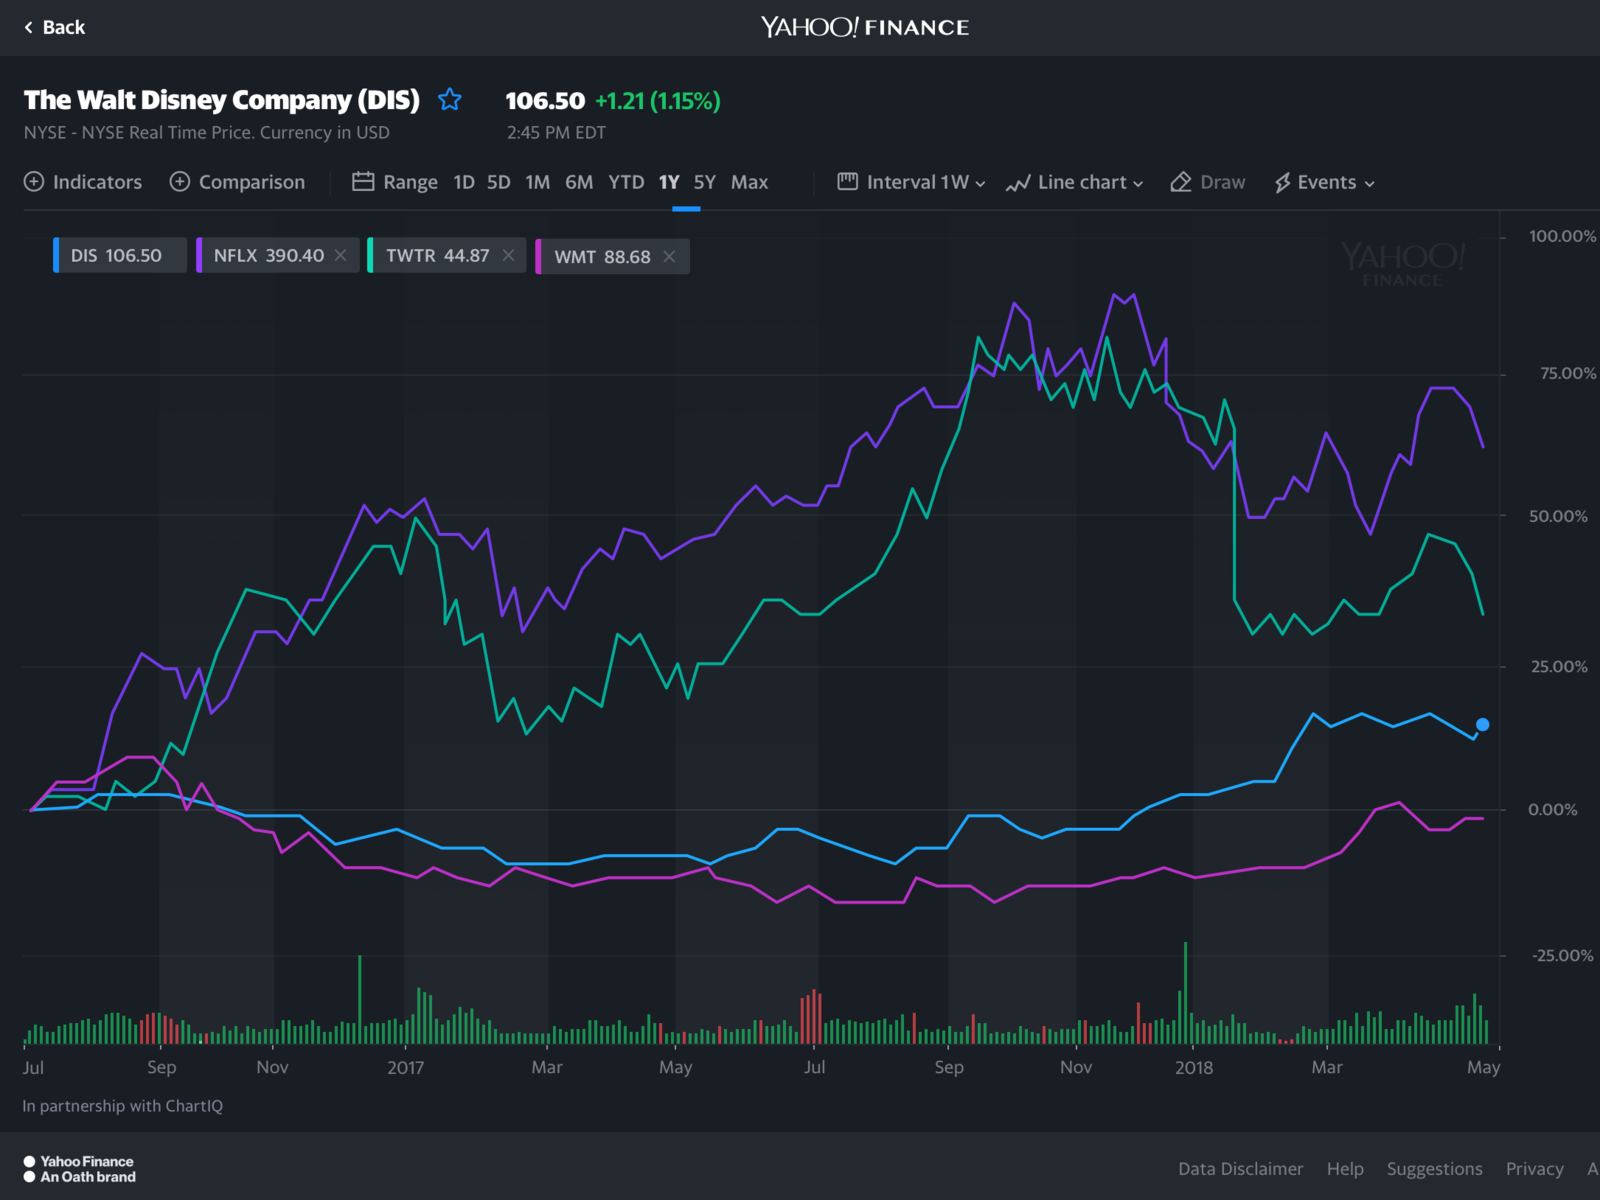 Back
YAHOO! FINANCE
The Walt Disney Company (DIS)
106.50 +1.21 (1.15%)
NYSE - NYSE Real Time Price. Currency in USD
2:45 PM EDT
Indicators Comparison Range 1D 5D 1M 6M YTD 1Y 5Y Max Interval 1W Line chart Draw Events
DIS 106.50 NFLX 390.40 TWTR 44.87 WMT 88.68
YAHOO!
FINANCE
100.00%
75.00%
50.00%
25.00%
0.00%
-25.00%
Jul Sep Nov 2017 Mar May Jul Sep Nov 2018 Mar May
In partnership with ChartIQ
Yahoo Finance
An Oath brand
Data Disclaimer Help Suggestions Privacy A